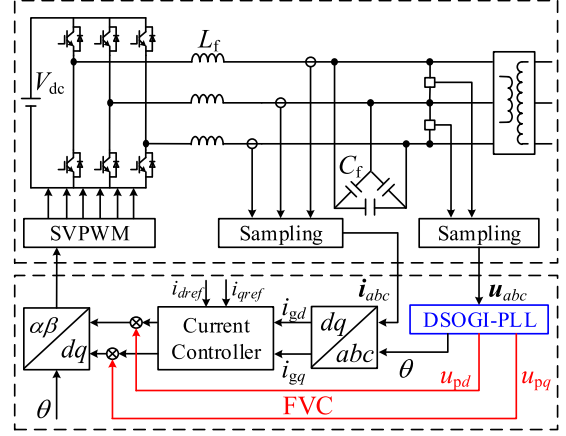 L_f
V_dc
C_f
SVPWM
Sampling
Sampling
i_dref
i_qref
i_abc
u_abc
αβ
dq
Current
Controller
i_gd
i_gq
dq
abc
DSOGI-PLL
θ
θ
u_pd
u_pq
FVC